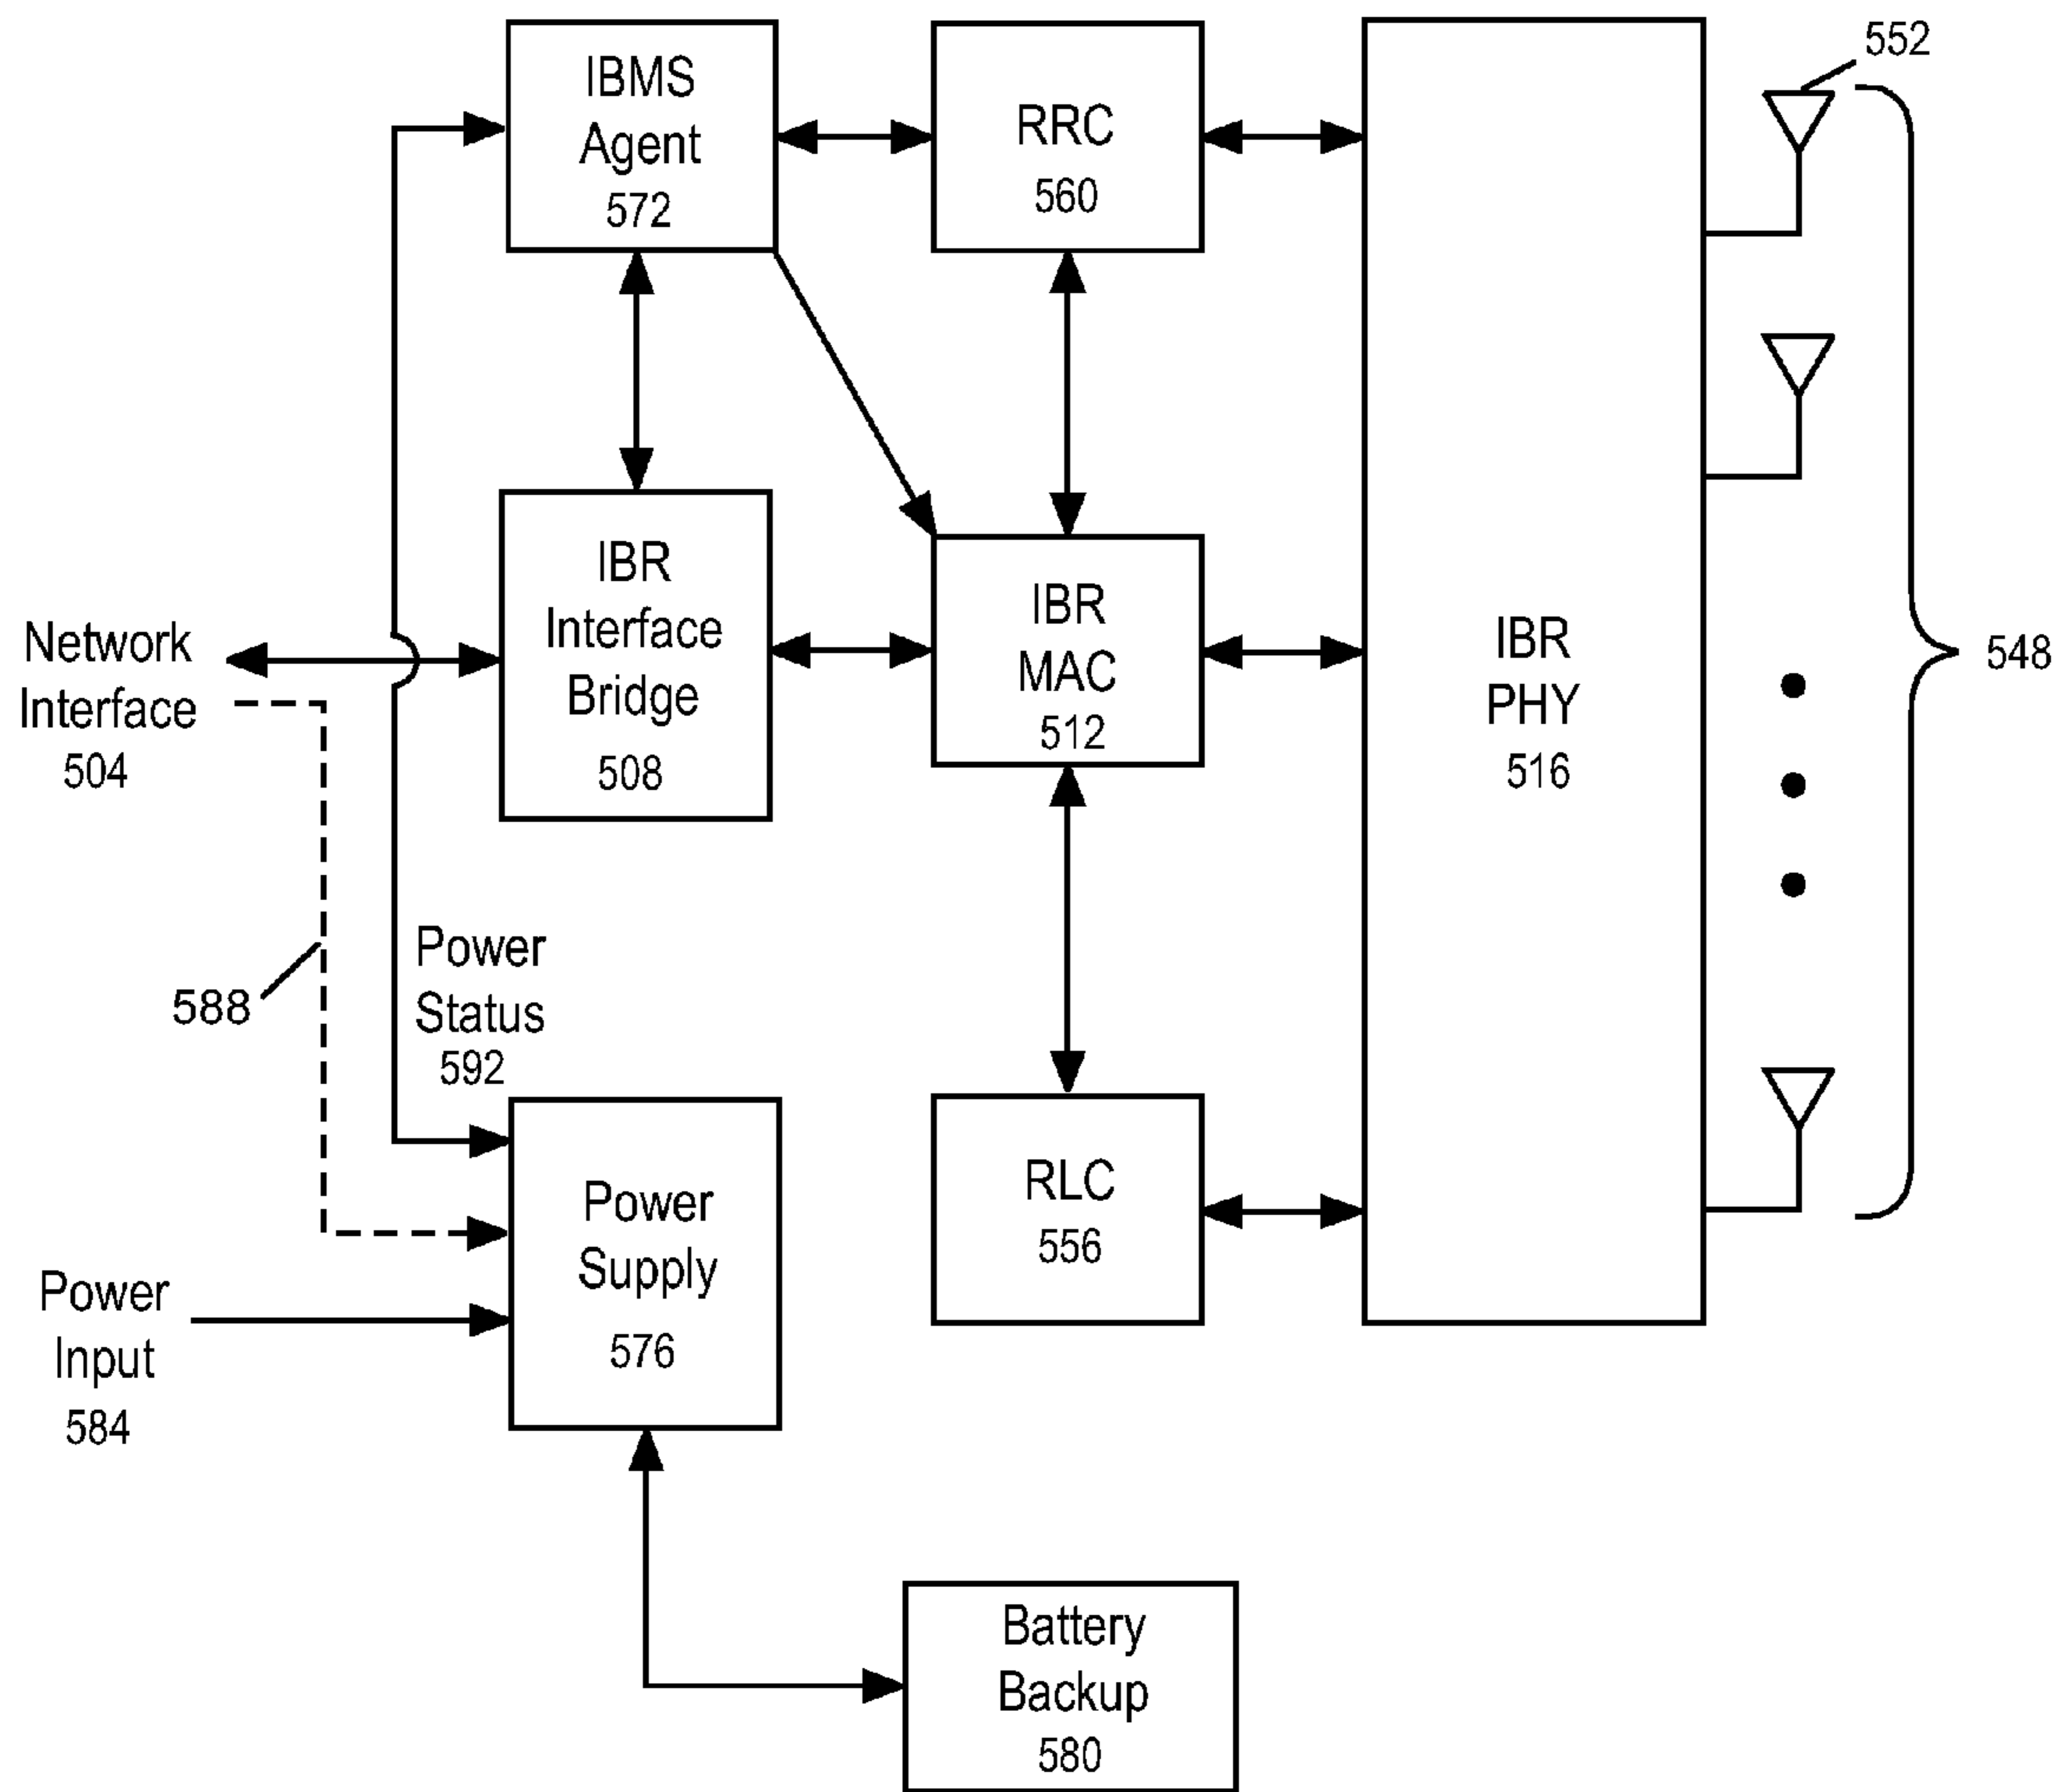 552
IBMS
Agent
572
RRC
560
IBR
Interface
Bridge
508
IBR
MAC
512
IBR
PHY
516
548
Network
Interface
504
588
Power
Status
592
Power
Supply
576
RLC
556
Power
Input
584
Battery
Backup
580